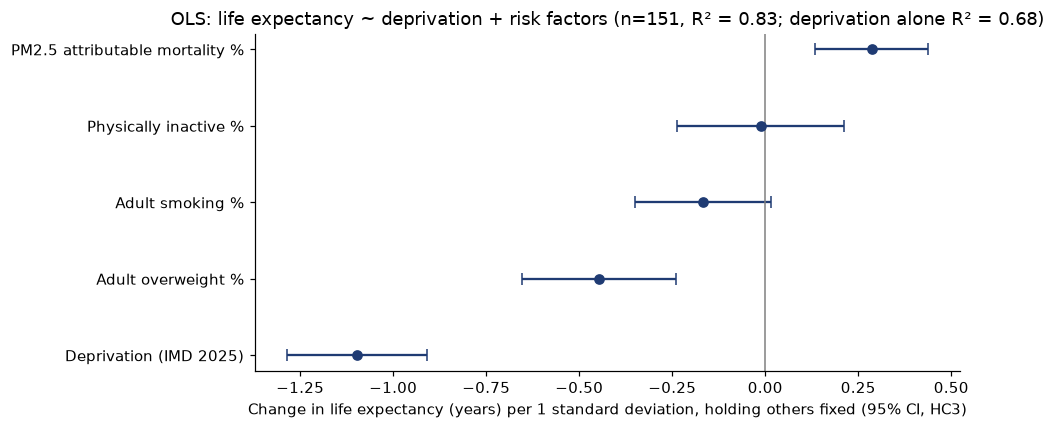 OLS: life expectancy ~ deprivation + risk factors (n=151, R² = 0.83; deprivation alone R² = 0.68)
PM2.5 attributable mortality %
Physically inactive %
Adult smoking %
Adult overweight %
Deprivation (IMD 2025)
−1.25 −1.00 −0.75 −0.50 −0.25 0.00 0.25 0.50
Change in life expectancy (years) per 1 standard deviation, holding others fixed (95% CI, HC3)